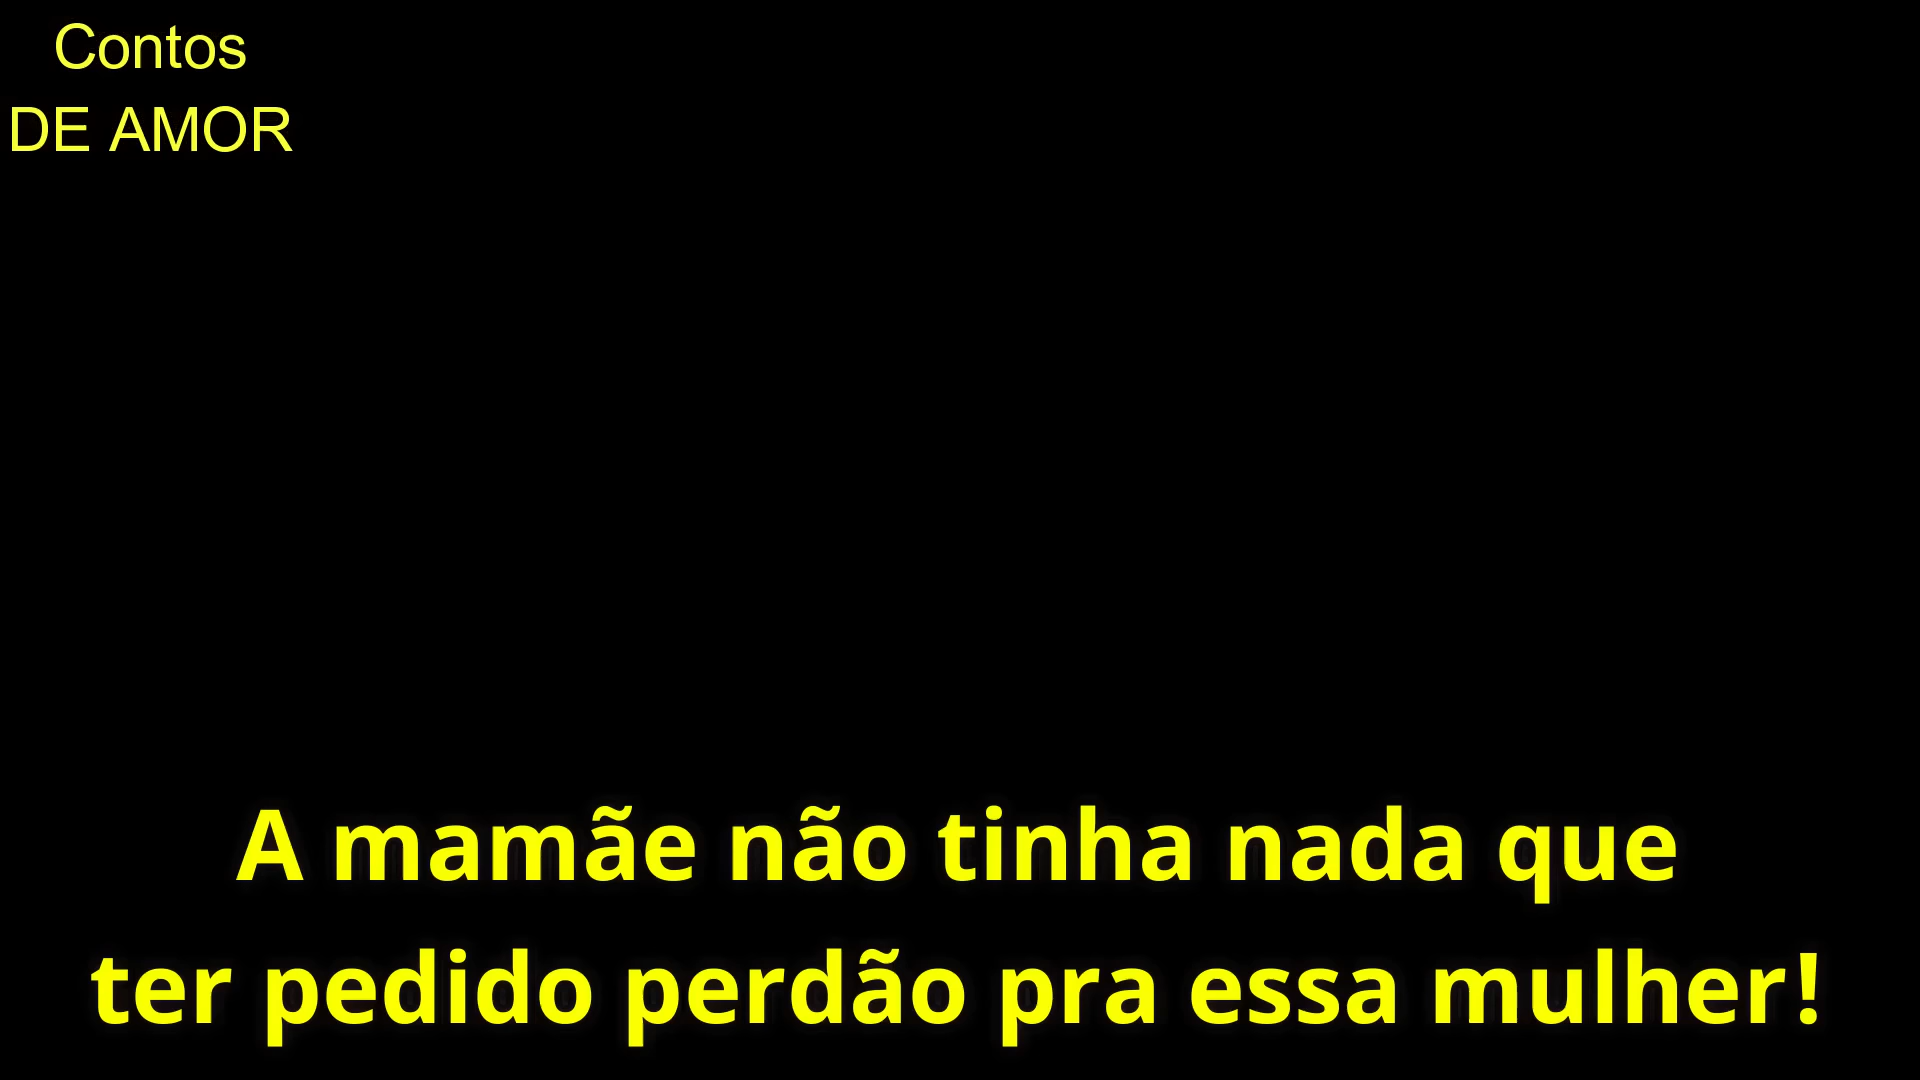 Contos
DE AMOR
A mamãe não tinha nada que
ter pedido perdão pra essa mulher!